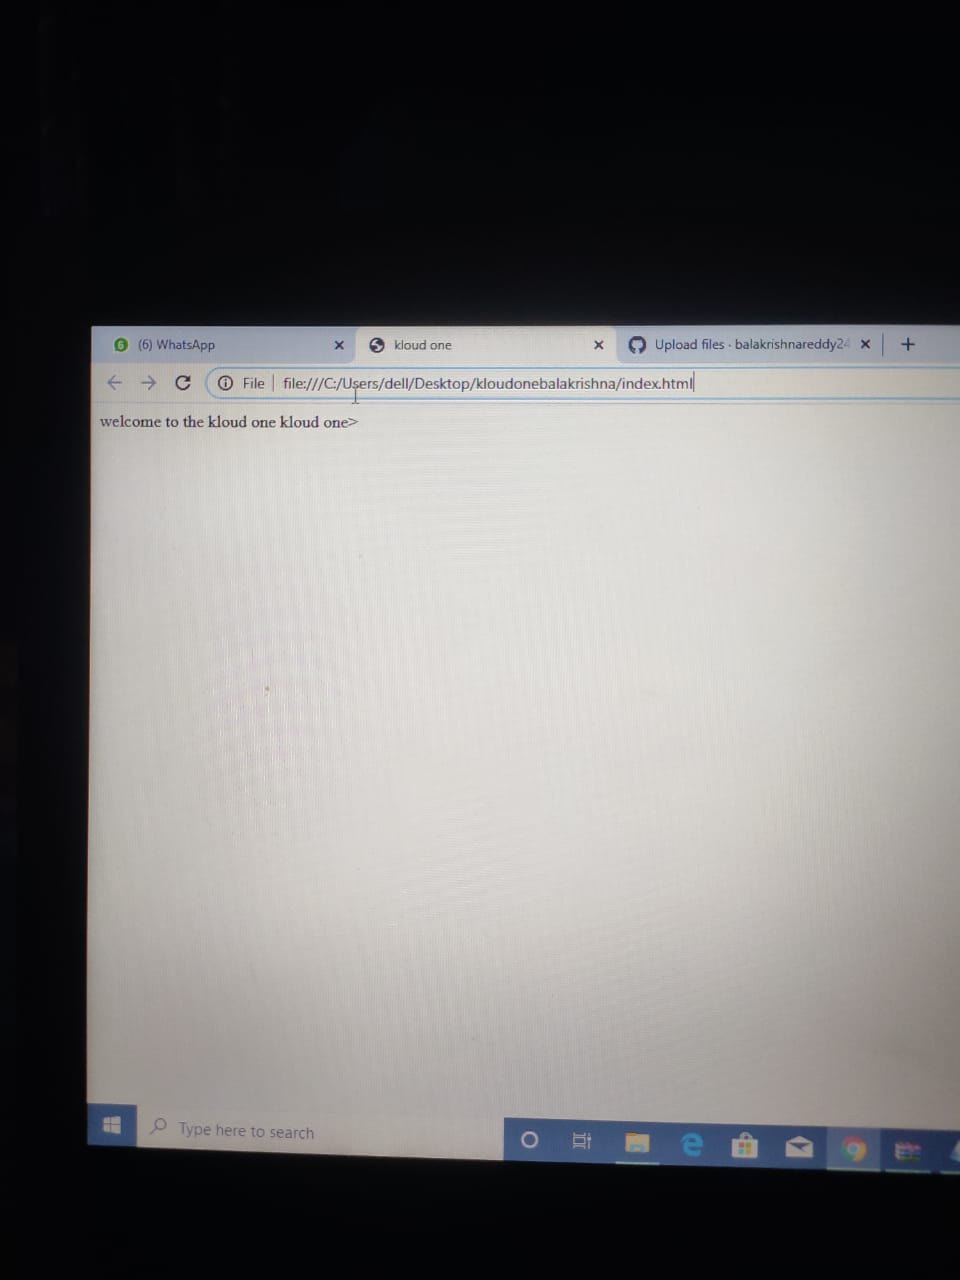 6 (6) WhatsApp
kloud one
Upload files · balakrishnareddy24
File | file:///C:/Users/dell/Desktop/kloudonebalakrishna/index.html
welcome to the kloud one kloud one>
Type here to search